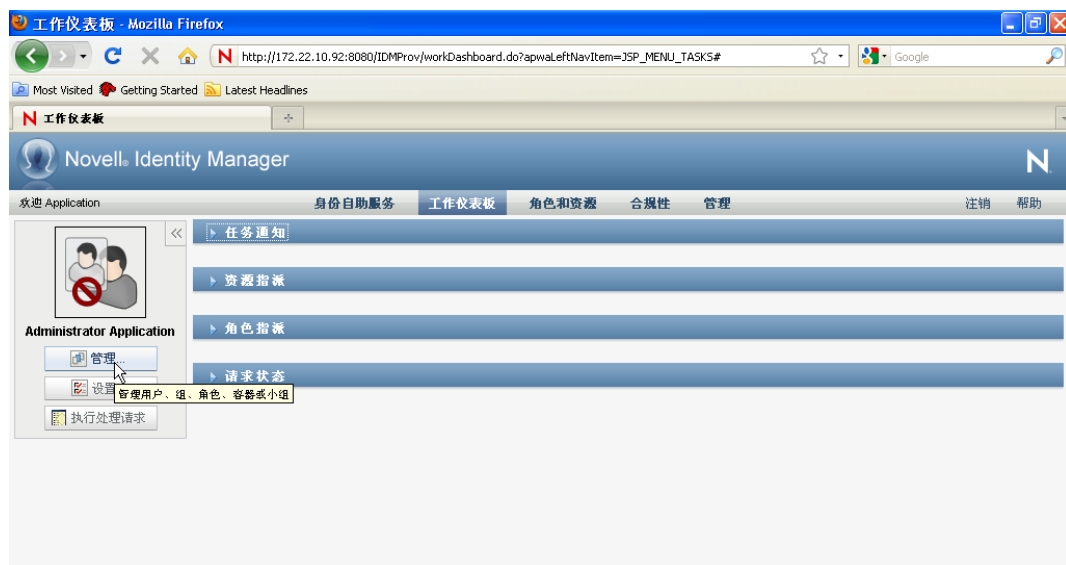 工作仪表板 - Mozilla Firefox
http://172.22.10.92:8080/IDMProv/workDashboard.do?apwaLeftNavItem=JSP_MENU_TASKS#
Google
Most Visited Getting Started Latest Headlines
工作仪表板
Novell® Identity Manager
N
欢迎 Application 身份自助服务 工作仪表板 角色和资源 合规性 管理 注销 帮助
任务通知
资源指派
Administrator Application
角色指派
管理...
请求状态
设置
管理用户、组、角色、容器或小组
执行处理请求